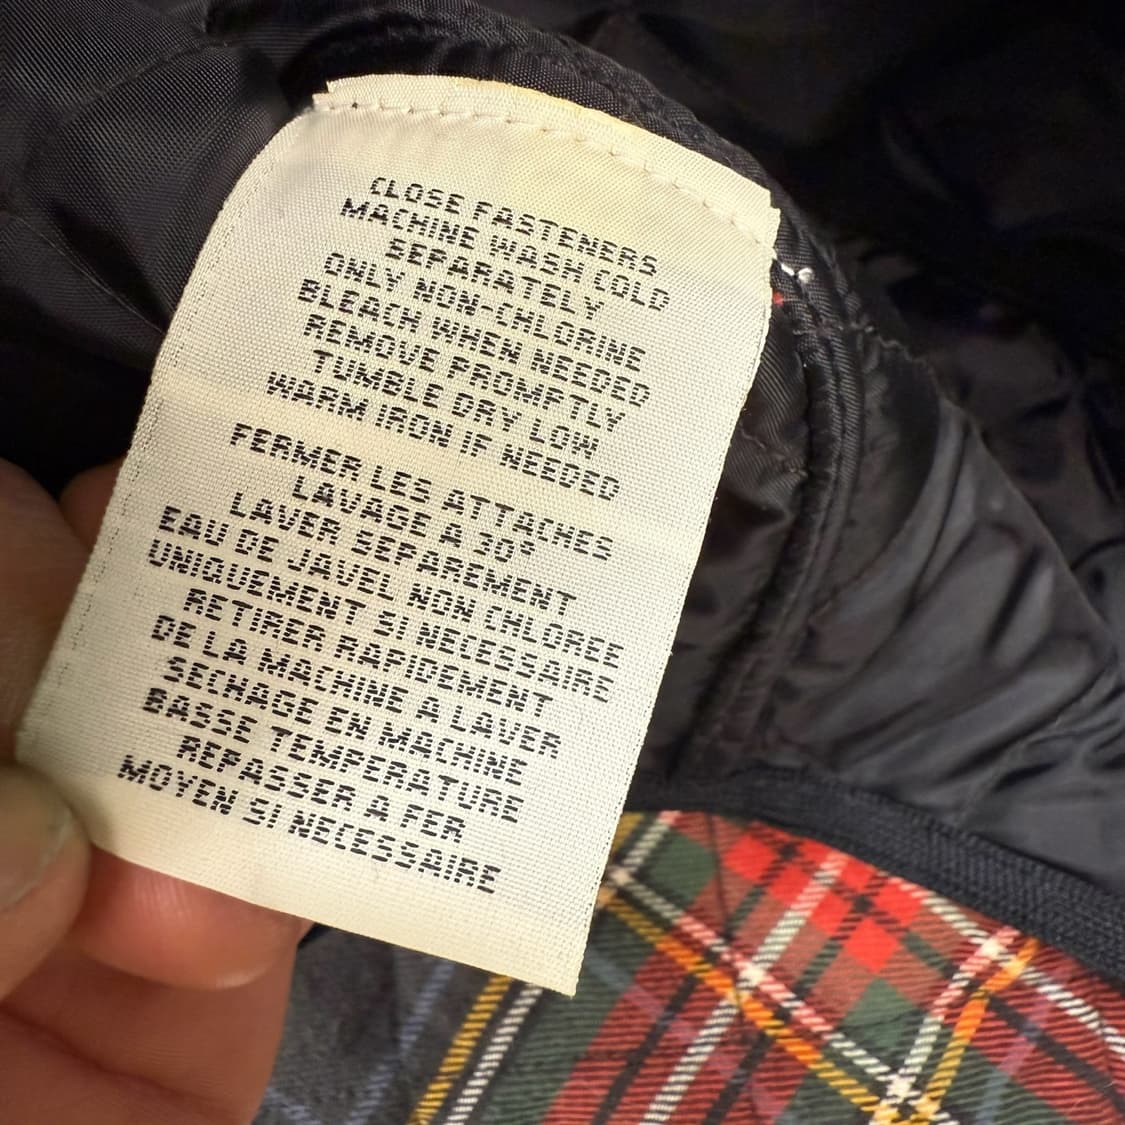 CLOSE FASTENERS
MACHINE WASH COLD
SEPARATELY
ONLY NON-CHLORINE
BLEACH WHEN NEEDED
REMOVE PROMPTLY
TUMBLE DRY LOW
WARM IRON IF NEEDED
FERMER LES ATTACHES
LAVAGE A 30°
LAVER SEPAREMENT
EAU DE JAVEL NON CHLOREE
UNIQUEMENT SI NECESSAIRE
RETIRER RAPIDEMENT
DE LA MACHINE A LAVER
SECHAGE EN MACHINE
BASSE TEMPERATURE
REPASSER A FER
MOYEN SI NECESSAIRE